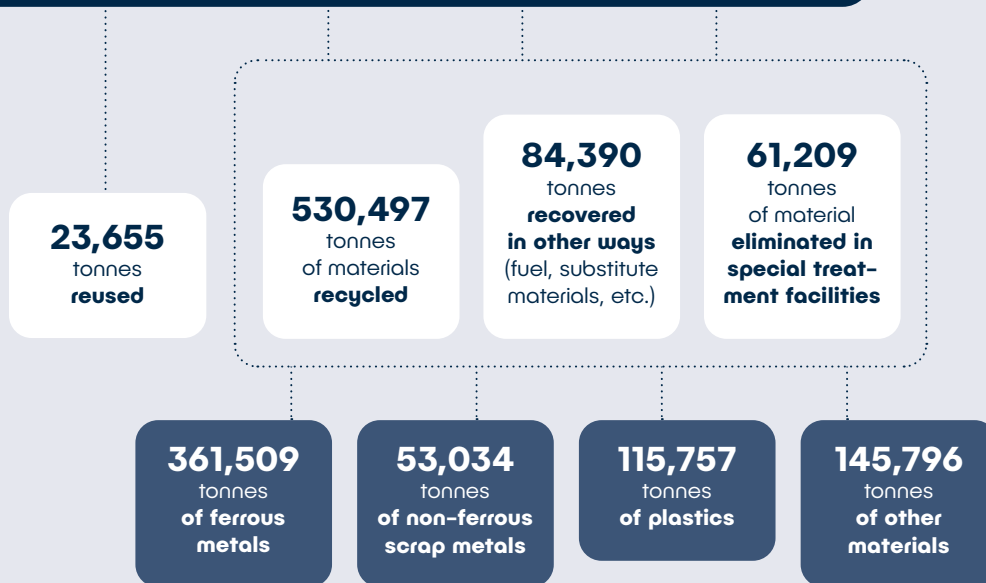 23,655
tonnes
reused
530,497
tonnes
of materials
recycled
84,390
tonnes
recovered
in other ways
(fuel, substitute
materials, etc.)
61,209
tonnes
of material
eliminated in
special treat-
ment facilities
361,509
tonnes
of ferrous
metals
53,034
tonnes
of non-ferrous
scrap metals
115,757
tonnes
of plastics
145,796
tonnes
of other
materials